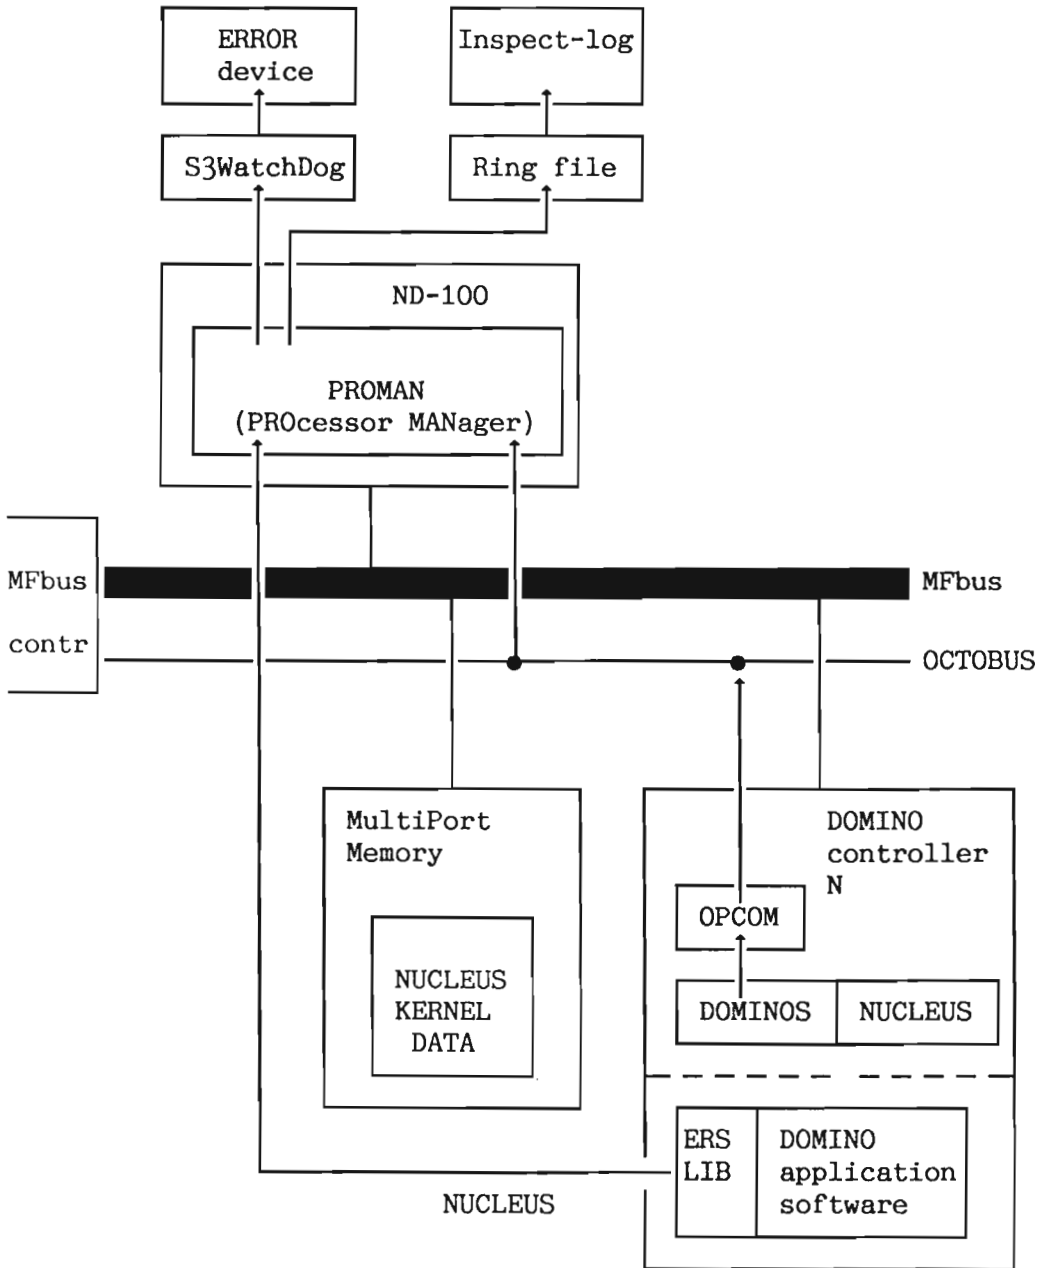 ERROR
device
Inspect-log
S3WatchDog
Ring file
ND-100
PROMAN
(PROcessor MANager)
MFbus
contr
MFbus
OCTOBUS
MultiPort
Memory
NUCLEUS
KERNEL
DATA
DOMINO
controller
N
OPCOM
DOMINOS
NUCLEUS
ERS
LIB
DOMINO
application
software
NUCLEUS